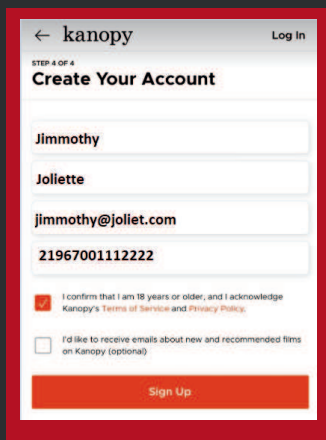 ← kanopy Log In
STEP 4 OF 4
Create Your Account
Jimmothy
Joliette
jimmothy@joliet.com
21967001112222
I confirm that I am 18 years or older, and I acknowledge
Kanopy's Terms of Service and Privacy Policy.
I'd like to receive emails about new and recommended films
on Kanopy (optional)
Sign Up